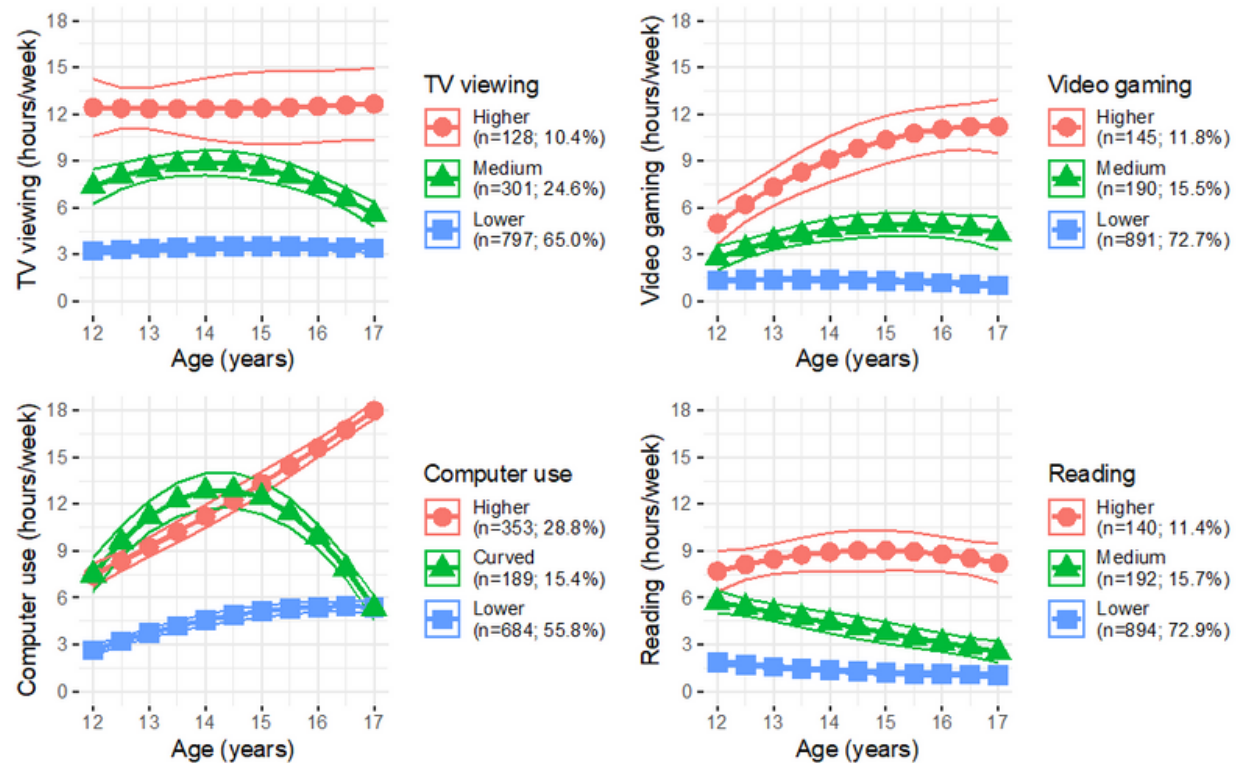 TV viewing (hours/week)
18
15
12
9
6
3
0
12 13 14 15 16 17
Age (years)
TV viewing
Higher
(n=128; 10.4%)
Medium
(n=301; 24.6%)
Lower
(n=797; 65.0%)
Video gaming (hours/week)
18
15
12
9
6
3
0
12 13 14 15 16 17
Age (years)
Video gaming
Higher
(n=145; 11.8%)
Medium
(n=190; 15.5%)
Lower
(n=891; 72.7%)
Computer use (hours/week)
18
15
12
9
6
3
0
12 13 14 15 16 17
Age (years)
Computer use
Higher
(n=353; 28.8%)
Curved
(n=189; 15.4%)
Lower
(n=684; 55.8%)
Reading (hours/week)
18
15
12
9
6
3
0
12 13 14 15 16 17
Age (years)
Reading
Higher
(n=140; 11.4%)
Medium
(n=192; 15.7%)
Lower
(n=894; 72.9%)